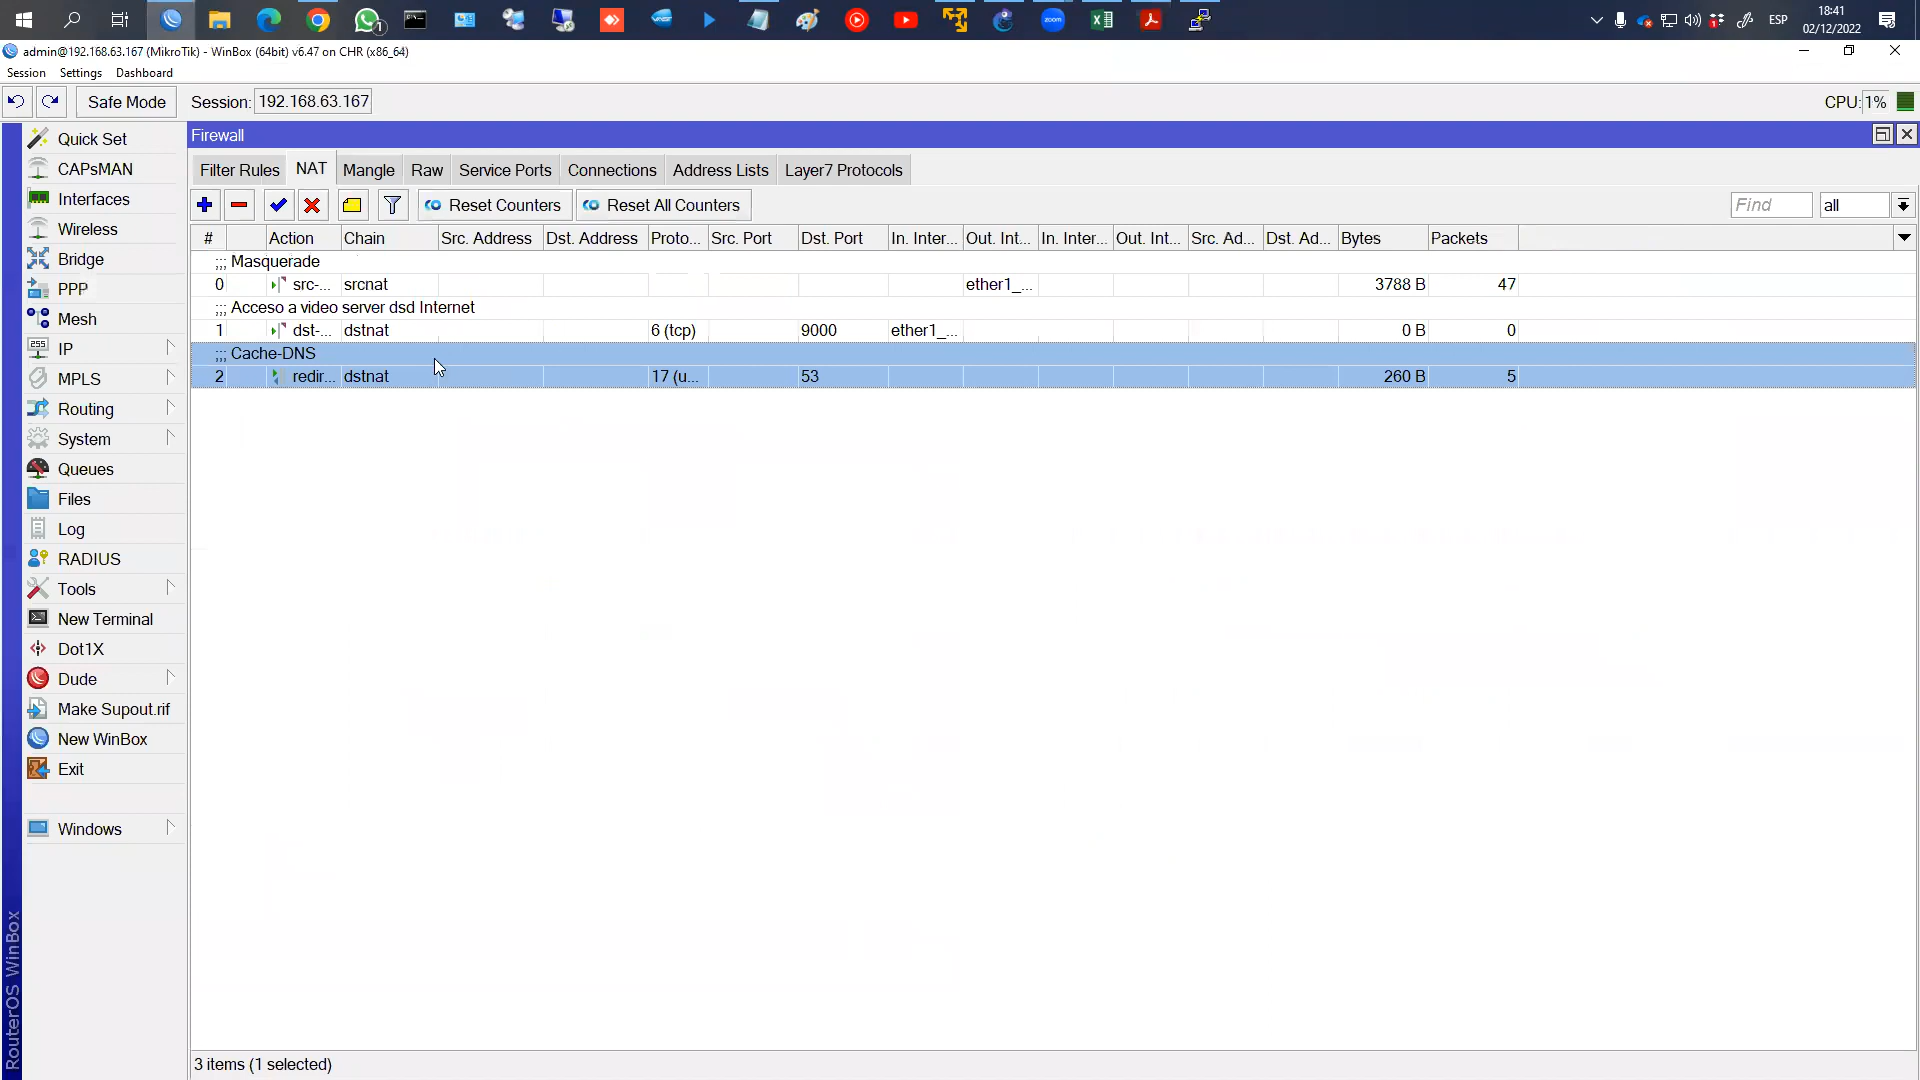 1
ESP
18:41
02/12/2022
admin@192.168.63.167 (MikroTik) - WinBox (64bit) v6.47 on CHR (x86_64)
Session Settings Dashboard
Safe Mode Session: 192.168.63.167 CPU: 1%
Firewall
Filter Rules NAT Mangle Raw Service Ports Connections Address Lists Layer7 Protocols
Reset Counters Reset All Counters Find all
# Action Chain Src. Address Dst. Address Proto... Src. Port Dst. Port In. Inter... Out. Int... In. Inter... Out. Int... Src. Ad... Dst. Ad... Bytes Packets
;;; Masquerade
0 src-... srcnat ether1_... 3788 B 47
;;; Acceso a video server dsd Internet
1 dst-... dstnat 6 (tcp) 9000 ether1_... 0 B 0
;;; Cache-DNS
2 redir... dstnat 17 (u... 53 260 B 5
Quick Set
CAPsMAN
Interfaces
Wireless
Bridge
PPP
Mesh
255 IP
MPLS
Routing
System
Queues
Files
Log
RADIUS
Tools
New Terminal
Dot1X
Dude
Make Supout.rif
New WinBox
Exit
Windows
RouterOS WinBox
3 items (1 selected)